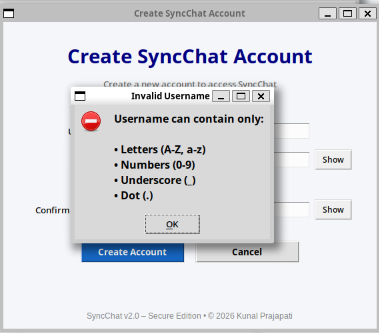 Create SyncChat Account
Create SyncChat Account
Create a new account to access SyncChat
Invalid Username
Username can contain only:
• Letters (A-Z, a-z)
• Numbers (0-9)
• Underscore (_)
• Dot (.)
OK
Show
Confirm
Show
Create Account
Cancel
SyncChat v2.0 – Secure Edition • © 2026 Kunal Prajapati